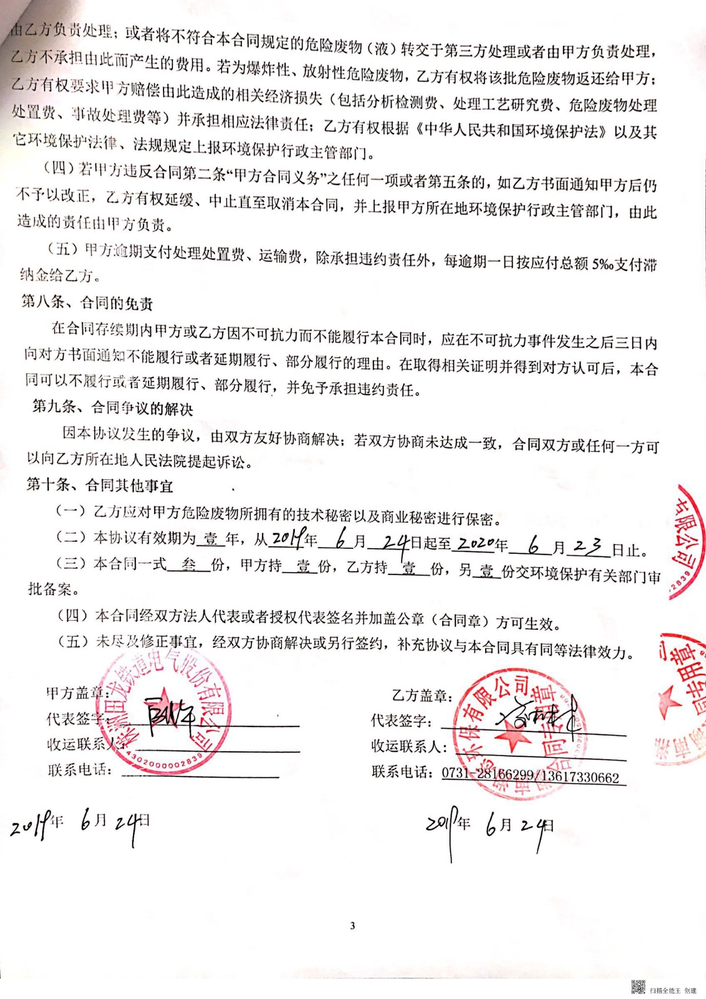 由乙方负责处理；或者将不符合本合同规定的危险废物（液）转交于第三方处理或者由甲方负责处理，
乙方不承担由此而产生的费用。若为爆炸性、放射性危险废物，乙方有权将该批危险废物返还给甲方；
乙方有权要求甲方赔偿由此造成的相关经济损失（包括分析检测费、处理工艺研究费、危险废物处理
处置费、事故处理费等）并承担相应法律责任；乙方有权根据《中华人民共和国环境保护法》以及其
它环境保护法律、法规规定上报环境保护行政主管部门。
（四）若甲方违反合同第二条“甲方合同义务”之任何一项或者第五条的，如乙方书面通知甲方后仍
不予以改正，乙方有权延缓、中止直至取消本合同，并上报甲方所在地环境保护行政主管部门，由此
造成的责任由甲方负责。
（五）甲方逾期支付处理处置费、运输费，除承担违约责任外，每逾期一日按应付总额5‰支付滞
纳金给乙方。
第八条、合同的免责
在合同存续期内甲方或乙方因不可抗力而不能履行本合同时，应在不可抗力事件发生之后三日内
向对方书面通知不能履行或者延期履行、部分履行的理由。在取得相关证明并得到对方认可后，本合
同可以不履行或者延期履行、部分履行，并免予承担违约责任。
第九条、合同争议的解决
因本协议发生的争议，由双方友好协商解决；若双方协商未达成一致，合同双方或任何一方可
以向乙方所在地人民法院提起诉讼。
第十条、合同其他事宜
（一）乙方应对甲方危险废物所拥有的技术秘密以及商业秘密进行保密。
（二）本协议有效期为 壹 年，从2019年 6 月 24日起至 2020年 6 月 23 日止。
（三）本合同一式 叁 份，甲方持 壹 份，乙方持 壹 份，另 壹 份交环境保护有关部门审
批备案。
（四）本合同经双方法人代表或者授权代表签名并加盖公章（合同章）方可生效。
（五）未尽及修正事宜，经双方协商解决或另行签约，补充协议与本合同具有同等法律效力。
有限公司
2839
株洲田龙铁道电气股份有限公司
4302000002839
环保有限公司
合同专用章
甲方盖章：
代表签字：
收运联系人：
联系电话：
乙方盖章：
代表签字：
收运联系人：
联系电话：0731-28166299/13617330662
2019年 6月 24日
2019年 6月 24日
3
扫描全能王 创建